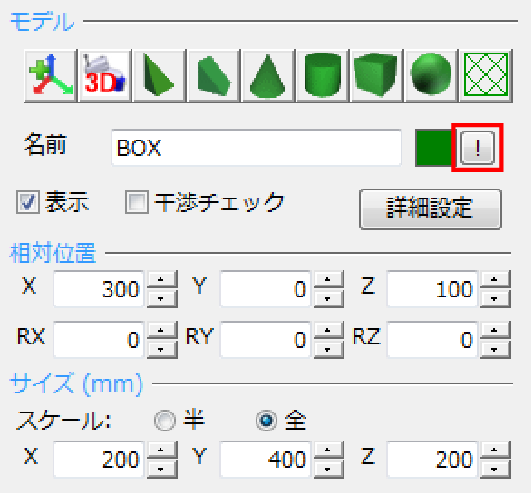 モデル
3D
名前 BOX !
表示 干渉チェック 詳細設定
相対位置
X 300 Y 0 Z 100
RX 0 RY 0 RZ 0
サイズ (mm)
スケール: 半 全
X 200 Y 400 Z 200